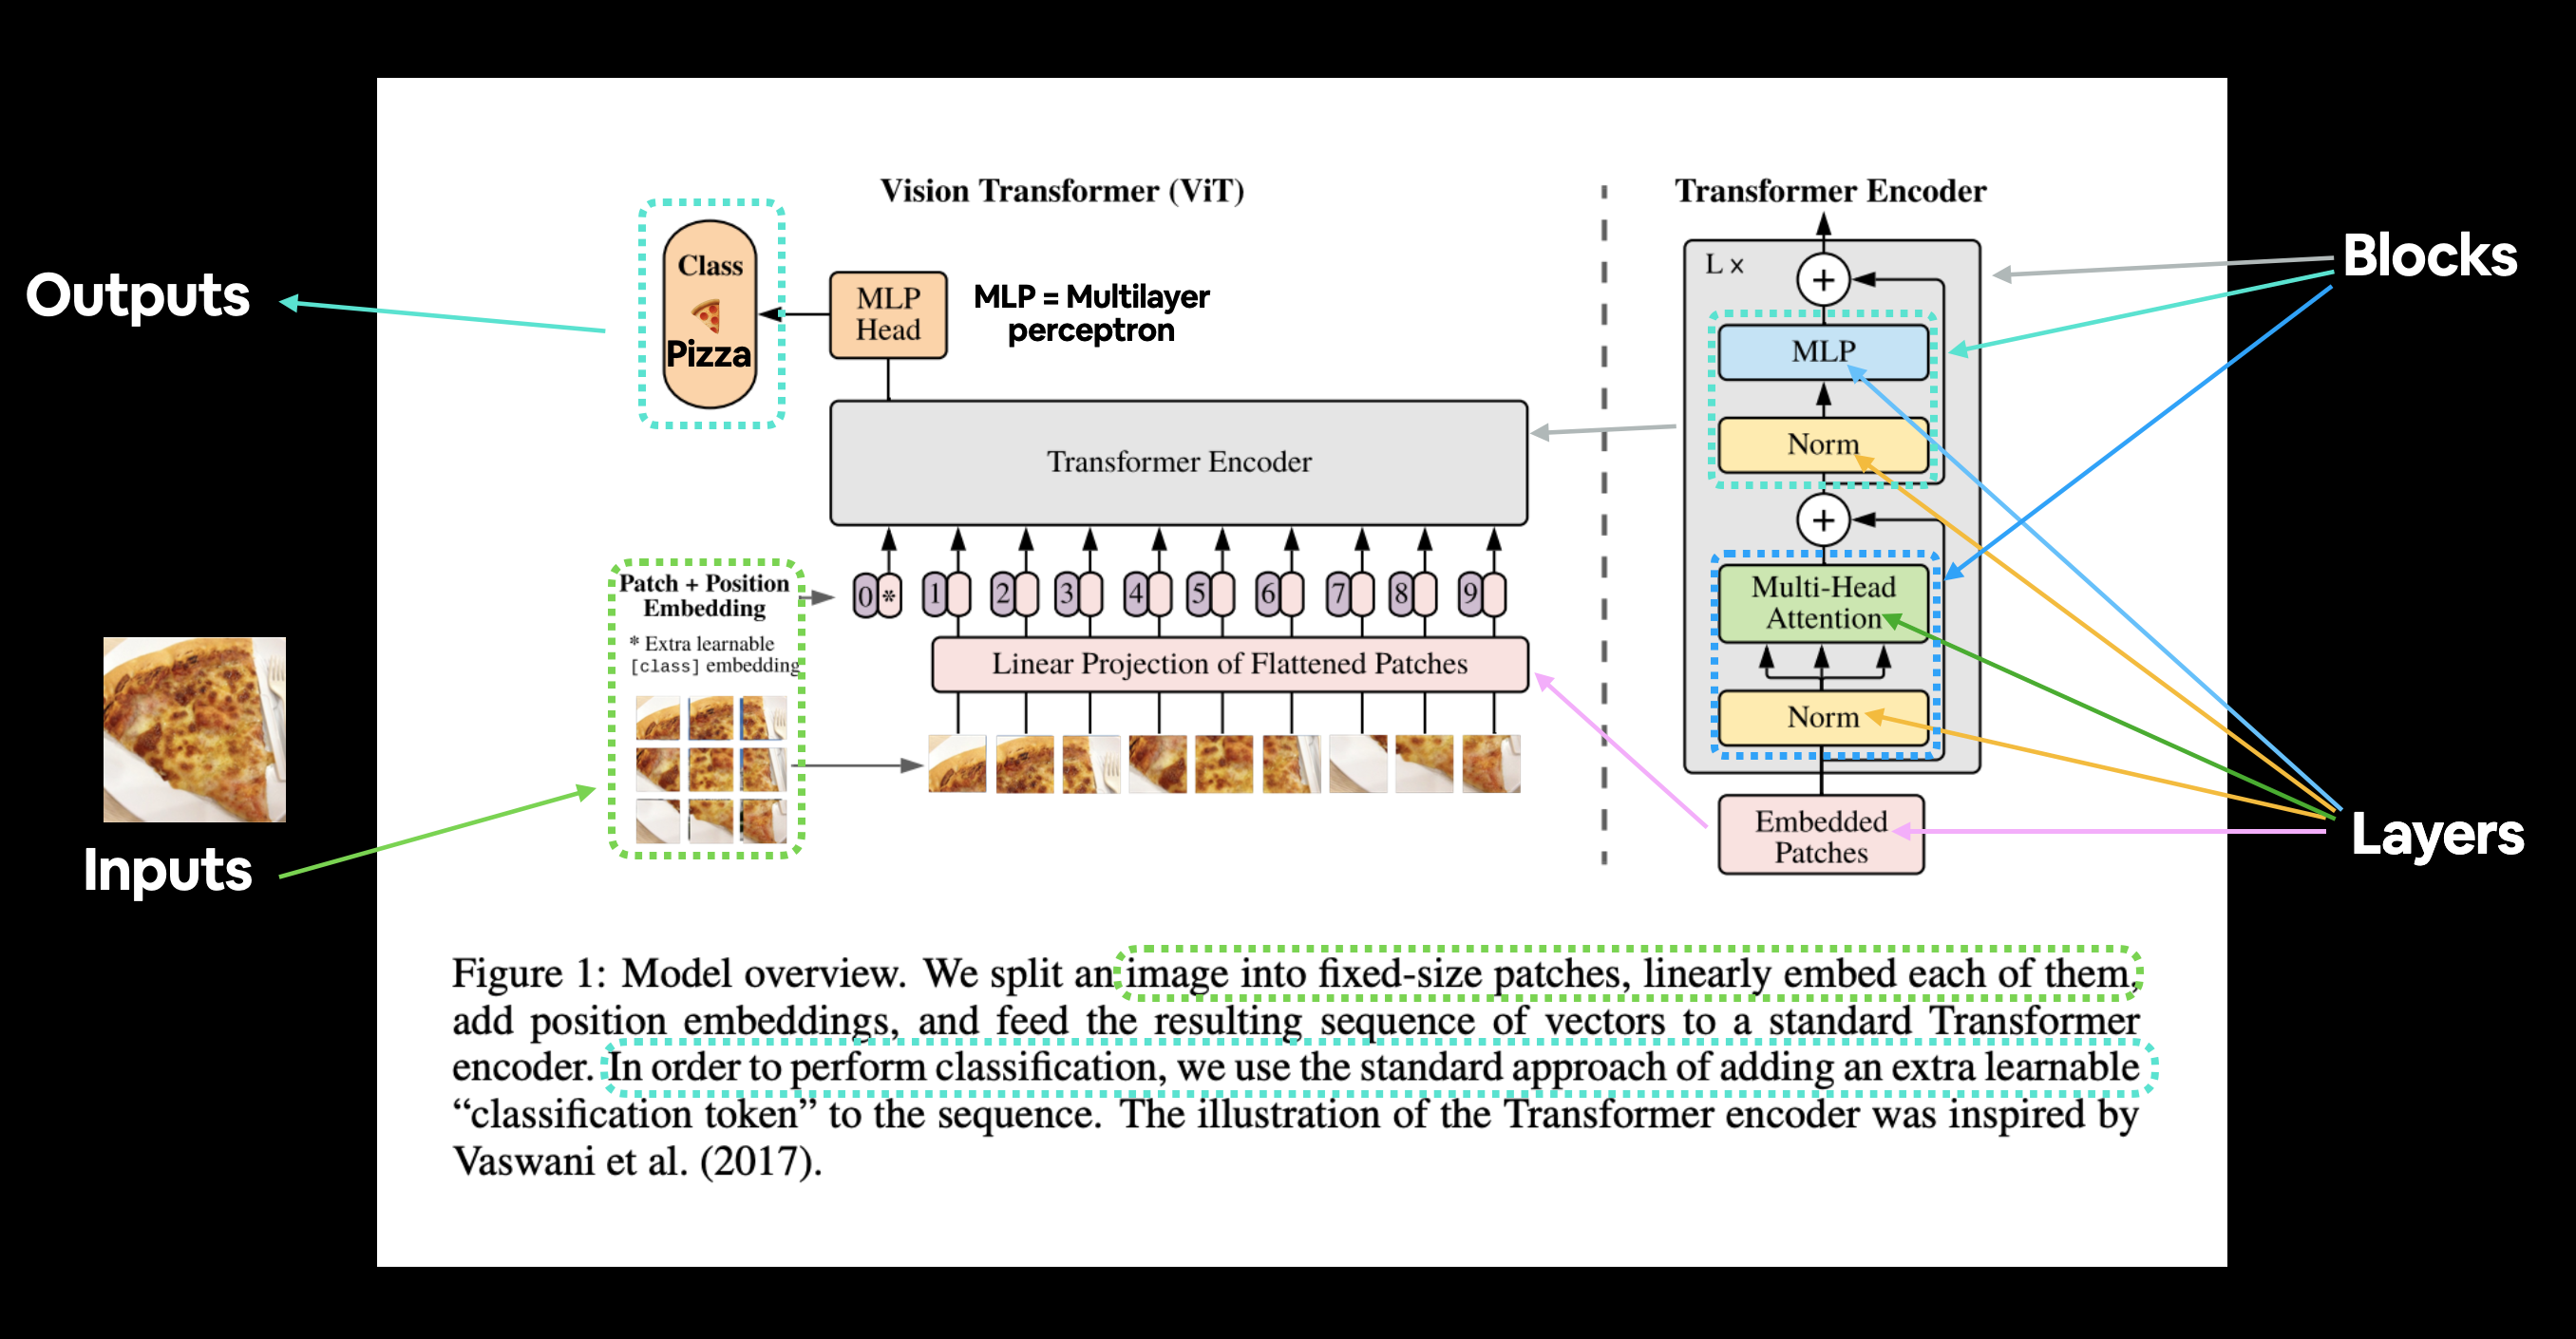 Vision Transformer (ViT)
Transformer Encoder
Outputs
Class
Pizza
MLP
Head
MLP = Multilayer
perceptron
Transformer Encoder
Patch + Position
Embedding
* Extra learnable
[class] embedding
0 *
1
2
3
4
5
6
7
8
9
Linear Projection of Flattened Patches
Inputs
L ×
+
MLP
Norm
+
Multi-Head
Attention
Norm
Embedded
Patches
Blocks
Layers
Figure 1: Model overview. We split an image into fixed-size patches, linearly embed each of them,
add position embeddings, and feed the resulting sequence of vectors to a standard Transformer
encoder. In order to perform classification, we use the standard approach of adding an extra learnable
“classification token” to the sequence. The illustration of the Transformer encoder was inspired by
Vaswani et al. (2017).